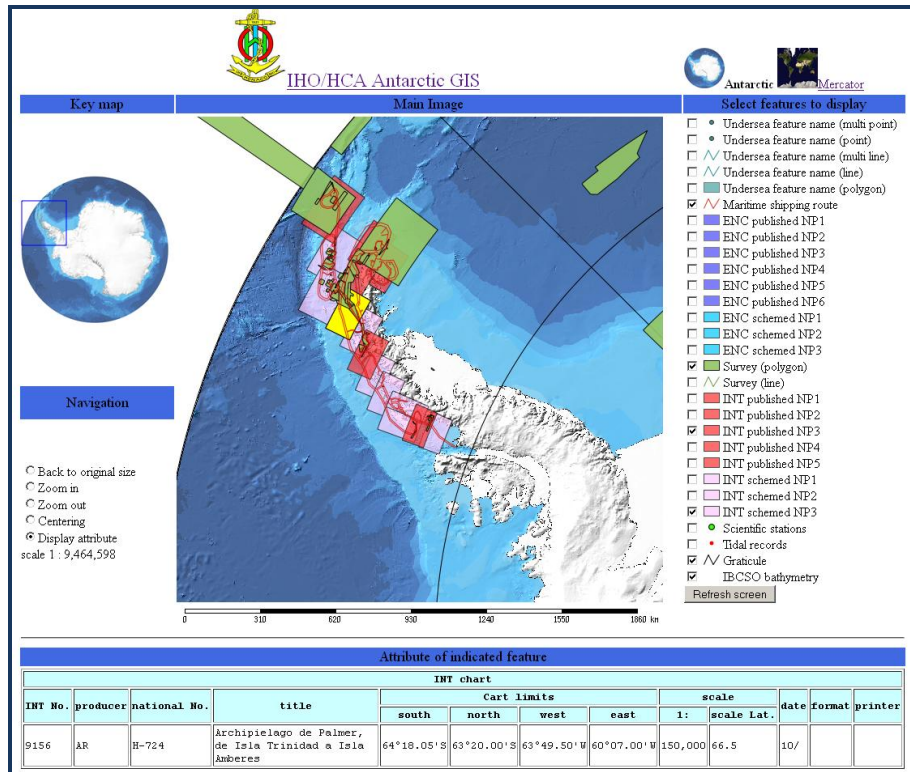 IHO/HCA Antarctic GIS
Antarctic Mercator
Key map
Main Image
Select features to display
Undersea feature name (multi point)
Undersea feature name (point)
Undersea feature name (multi line)
Undersea feature name (line)
Undersea feature name (polygon)
Maritime shipping route
ENC published NP1
ENC published NP2
ENC published NP3
ENC published NP4
ENC published NP5
ENC published NP6
ENC schemed NP1
ENC schemed NP2
ENC schemed NP3
Survey (polygon)
Survey (line)
INT published NP1
INT published NP2
INT published NP3
INT published NP4
INT published NP5
INT schemed NP1
INT schemed NP2
INT schemed NP3
Scientific stations
Tidal records
Graticule
IBCSO bathymetry
Refresh screen
Navigation
Back to original size
Zoom in
Zoom out
Centering
Display attribute
scale 1 : 9,464,598
0 310 620 930 1240 1550 1860 km
Attribute of indicated feature
INT chart
INT No. producer national No. title Cart limits scale date format printer
south north west east 1: scale Lat.
9156 AR H-724 Archipielago de Palmer, de Isla Trinidad a Isla Amberes 64°18.05'S 63°20.00'S 63°49.50'W 60°07.00'W 150,000 66.5 10/